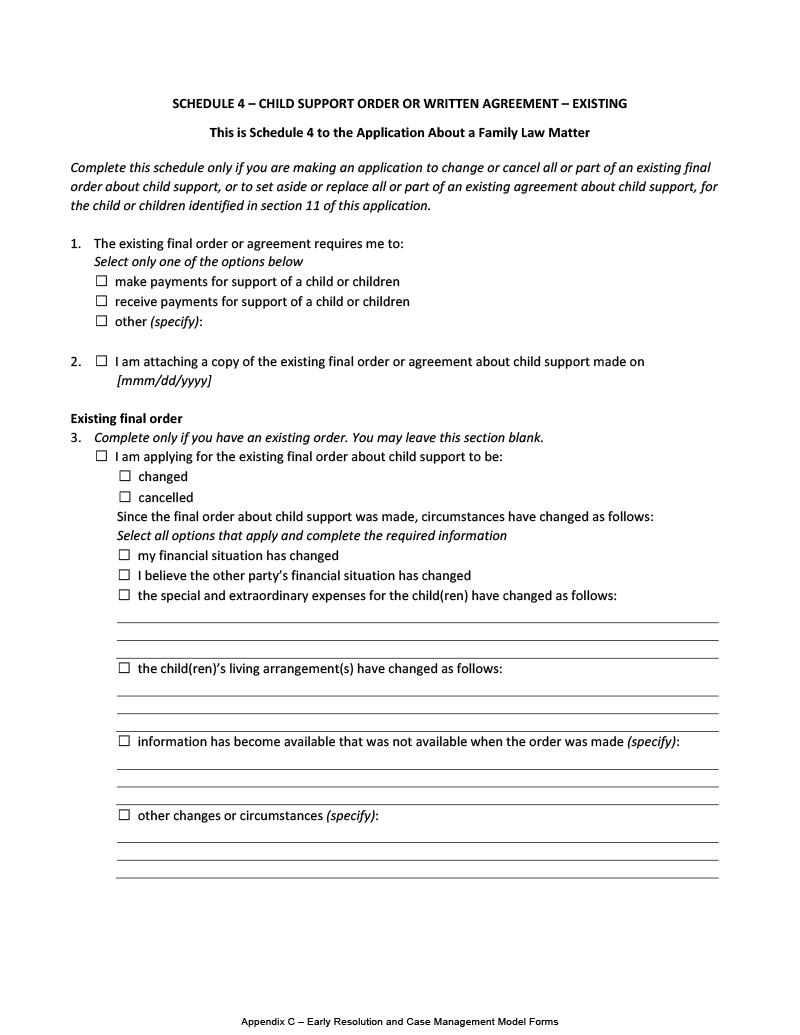 SCHEDULE 4 – CHILD SUPPORT ORDER OR WRITTEN AGREEMENT – EXISTING
This is Schedule 4 to the Application About a Family Law Matter
Complete this schedule only if you are making an application to change or cancel all or part of an existing final
order about child support, or to set aside or replace all or part of an existing agreement about child support, for
the child or children identified in section 11 of this application.
1. The existing final order or agreement requires me to:
Select only one of the options below
☐ make payments for support of a child or children
☐ receive payments for support of a child or children
☐ other (specify):
2. ☐ I am attaching a copy of the existing final order or agreement about child support made on
[mmm/dd/yyyy]
Existing final order
3. Complete only if you have an existing order. You may leave this section blank.
☐ I am applying for the existing final order about child support to be:
☐ changed
☐ cancelled
Since the final order about child support was made, circumstances have changed as follows:
Select all options that apply and complete the required information
☐ my financial situation has changed
☐ I believe the other party's financial situation has changed
☐ the special and extraordinary expenses for the child(ren) have changed as follows:
☐ the child(ren)'s living arrangement(s) have changed as follows:
☐ information has become available that was not available when the order was made (specify):
☐ other changes or circumstances (specify):
Appendix C – Early Resolution and Case Management Model Forms